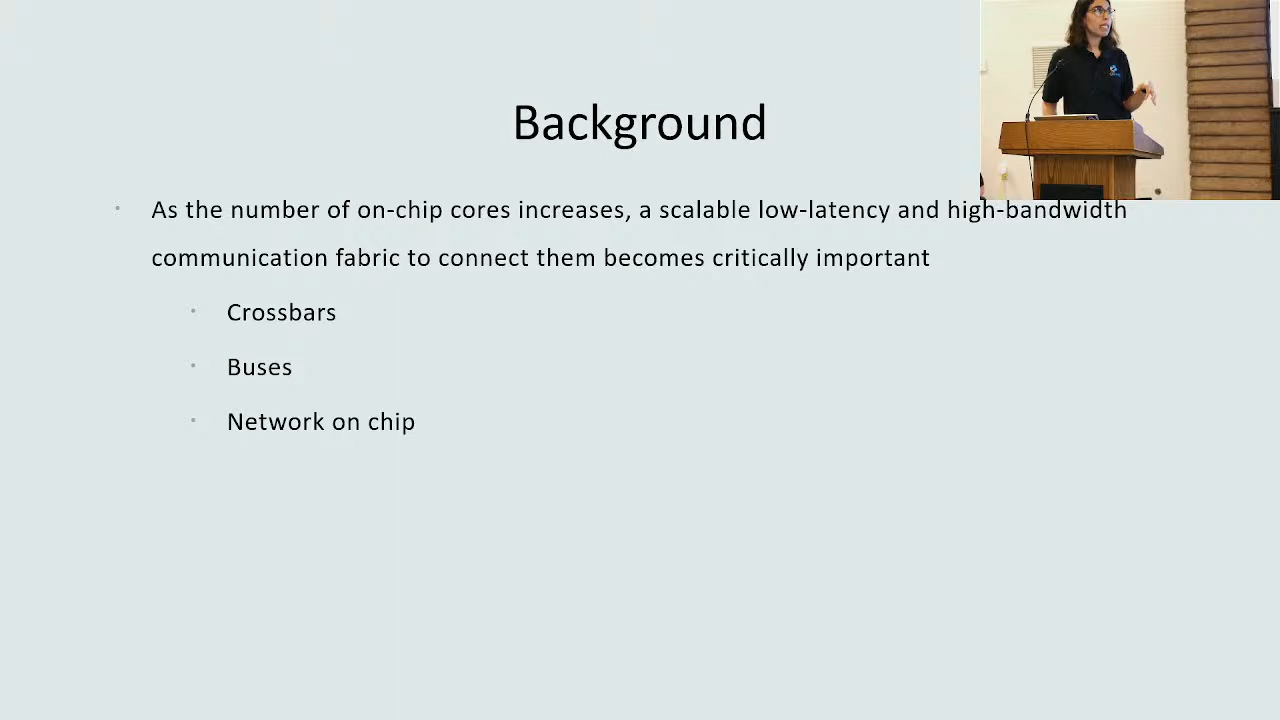 Background
As the number of on-chip cores increases, a scalable low-latency and high-bandwidth
communication fabric to connect them becomes critically important
Crossbars
Buses
Network on chip